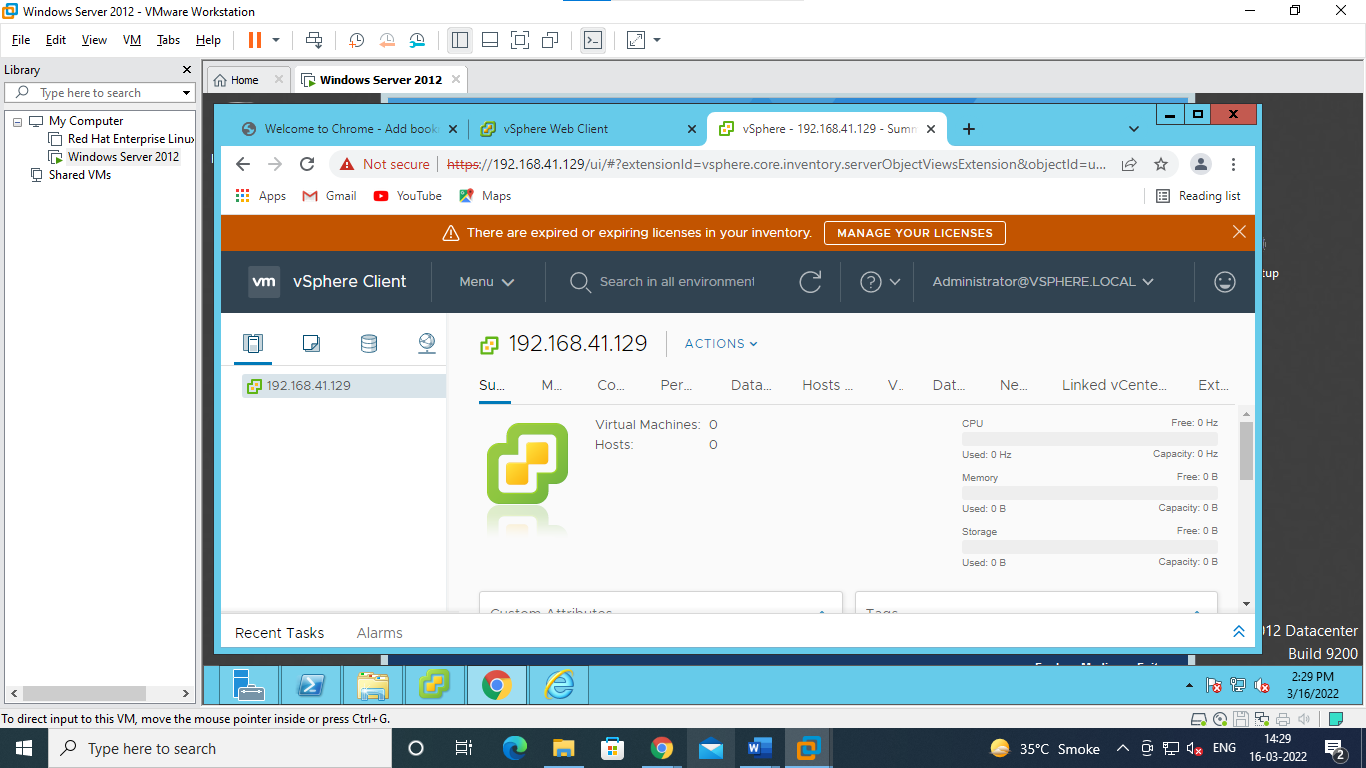 Windows Server 2012 - VMware Workstation
File Edit View VM Tabs Help
Library
Type here to search
My Computer
Red Hat Enterprise Linux
Windows Server 2012
Shared VMs
Home
Windows Server 2012
Welcome to Chrome - Add book
vSphere Web Client
vSphere - 192.168.41.129 - Summ
Not secure https://192.168.41.129/ui/#?extensionId=vsphere.core.inventory.serverObjectViewsExtension&objectId=u...
Apps Gmail YouTube Maps Reading list
There are expired or expiring licenses in your inventory. MANAGE YOUR LICENSES
vm vSphere Client Menu Search in all environment Administrator@VSPHERE.LOCAL
192.168.41.129
192.168.41.129 ACTIONS
Su... M... Co... Per... Data... Hosts ... V.. Dat... Ne... Linked vCente... Ext...
Virtual Machines: 0
Hosts: 0
CPU Free: 0 Hz
Used: 0 Hz Capacity: 0 Hz
Memory Free: 0 B
Used: 0 B Capacity: 0 B
Storage Free: 0 B
Used: 0 B Capacity: 0 B
Custom Attributes
Tags
Recent Tasks Alarms
tup
012 Datacenter
Build 9200
2:29 PM
3/16/2022
To direct input to this VM, move the mouse pointer inside or press Ctrl+G.
Type here to search
35°C Smoke
ENG
14:29
16-03-2022
2